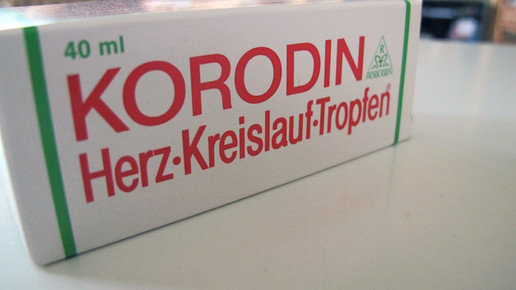 40 ml
KORODIN
Herz·Kreislauf·Tropfen®